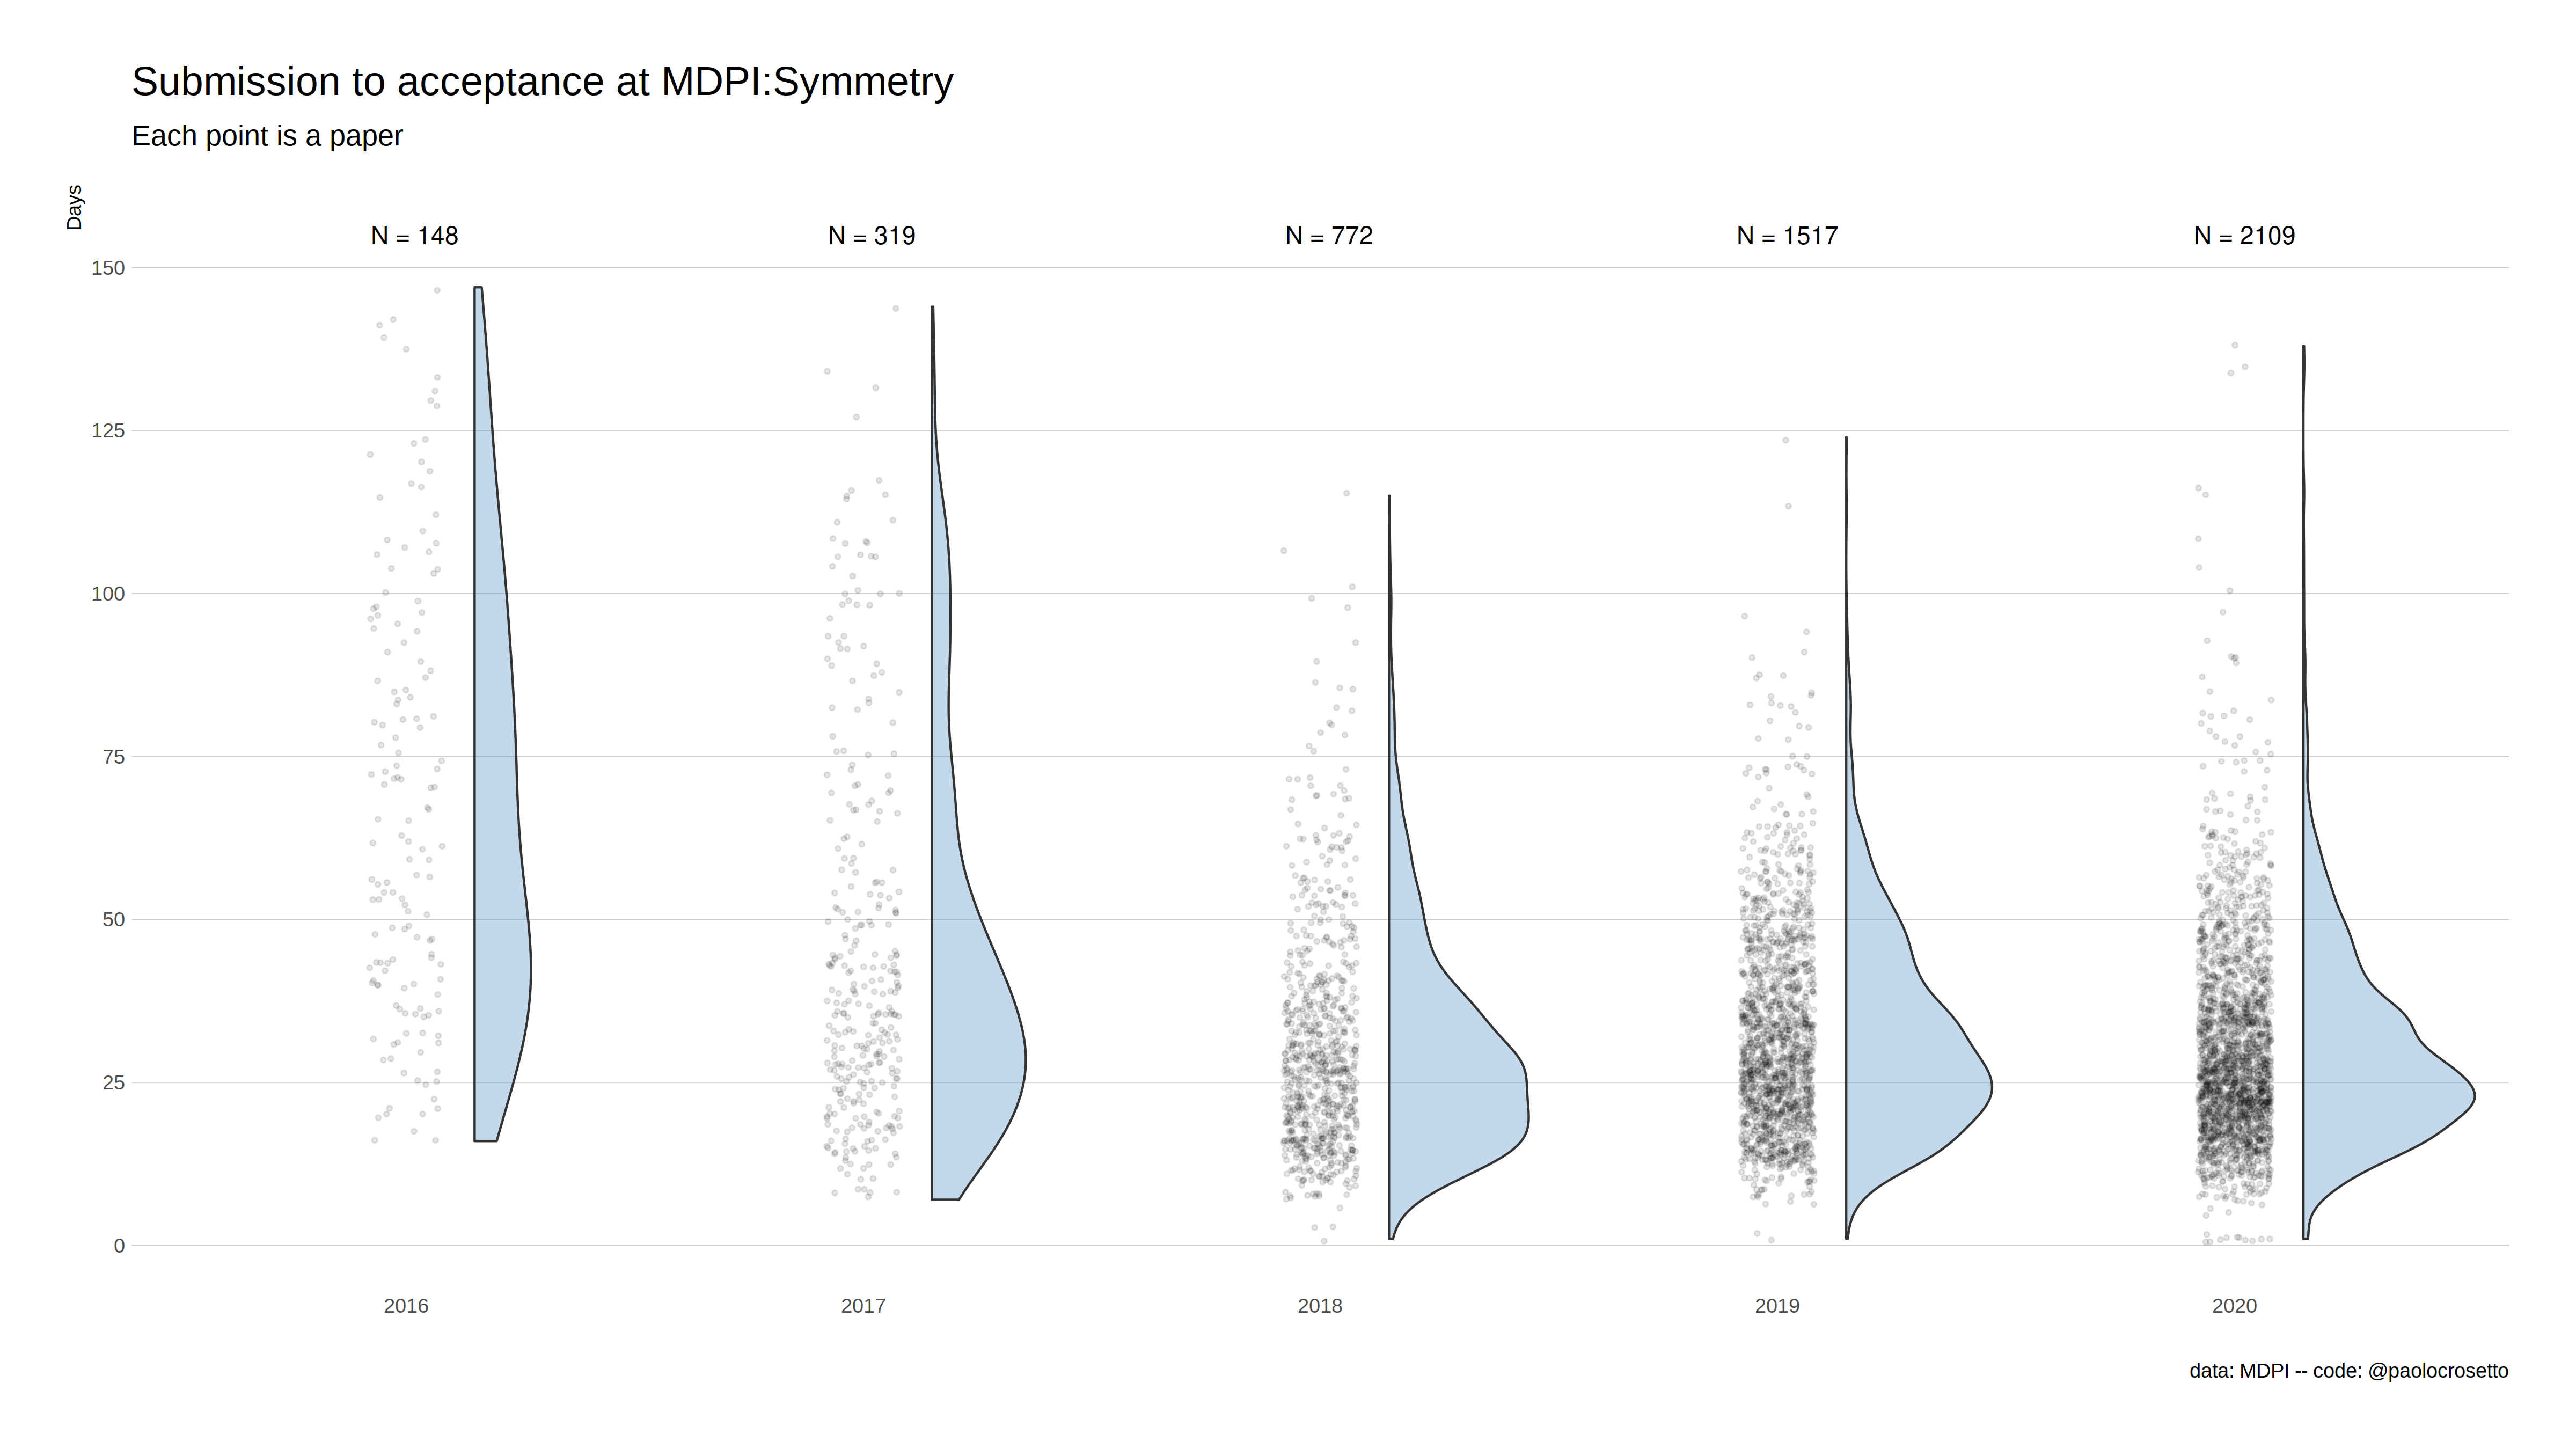 Submission to acceptance at MDPI:Symmetry
Each point is a paper
Days
N = 148
N = 319
N = 772
N = 1517
N = 2109
150
125
100
75
50
25
0
2016
2017
2018
2019
2020
data: MDPI -- code: @paolocrosetto